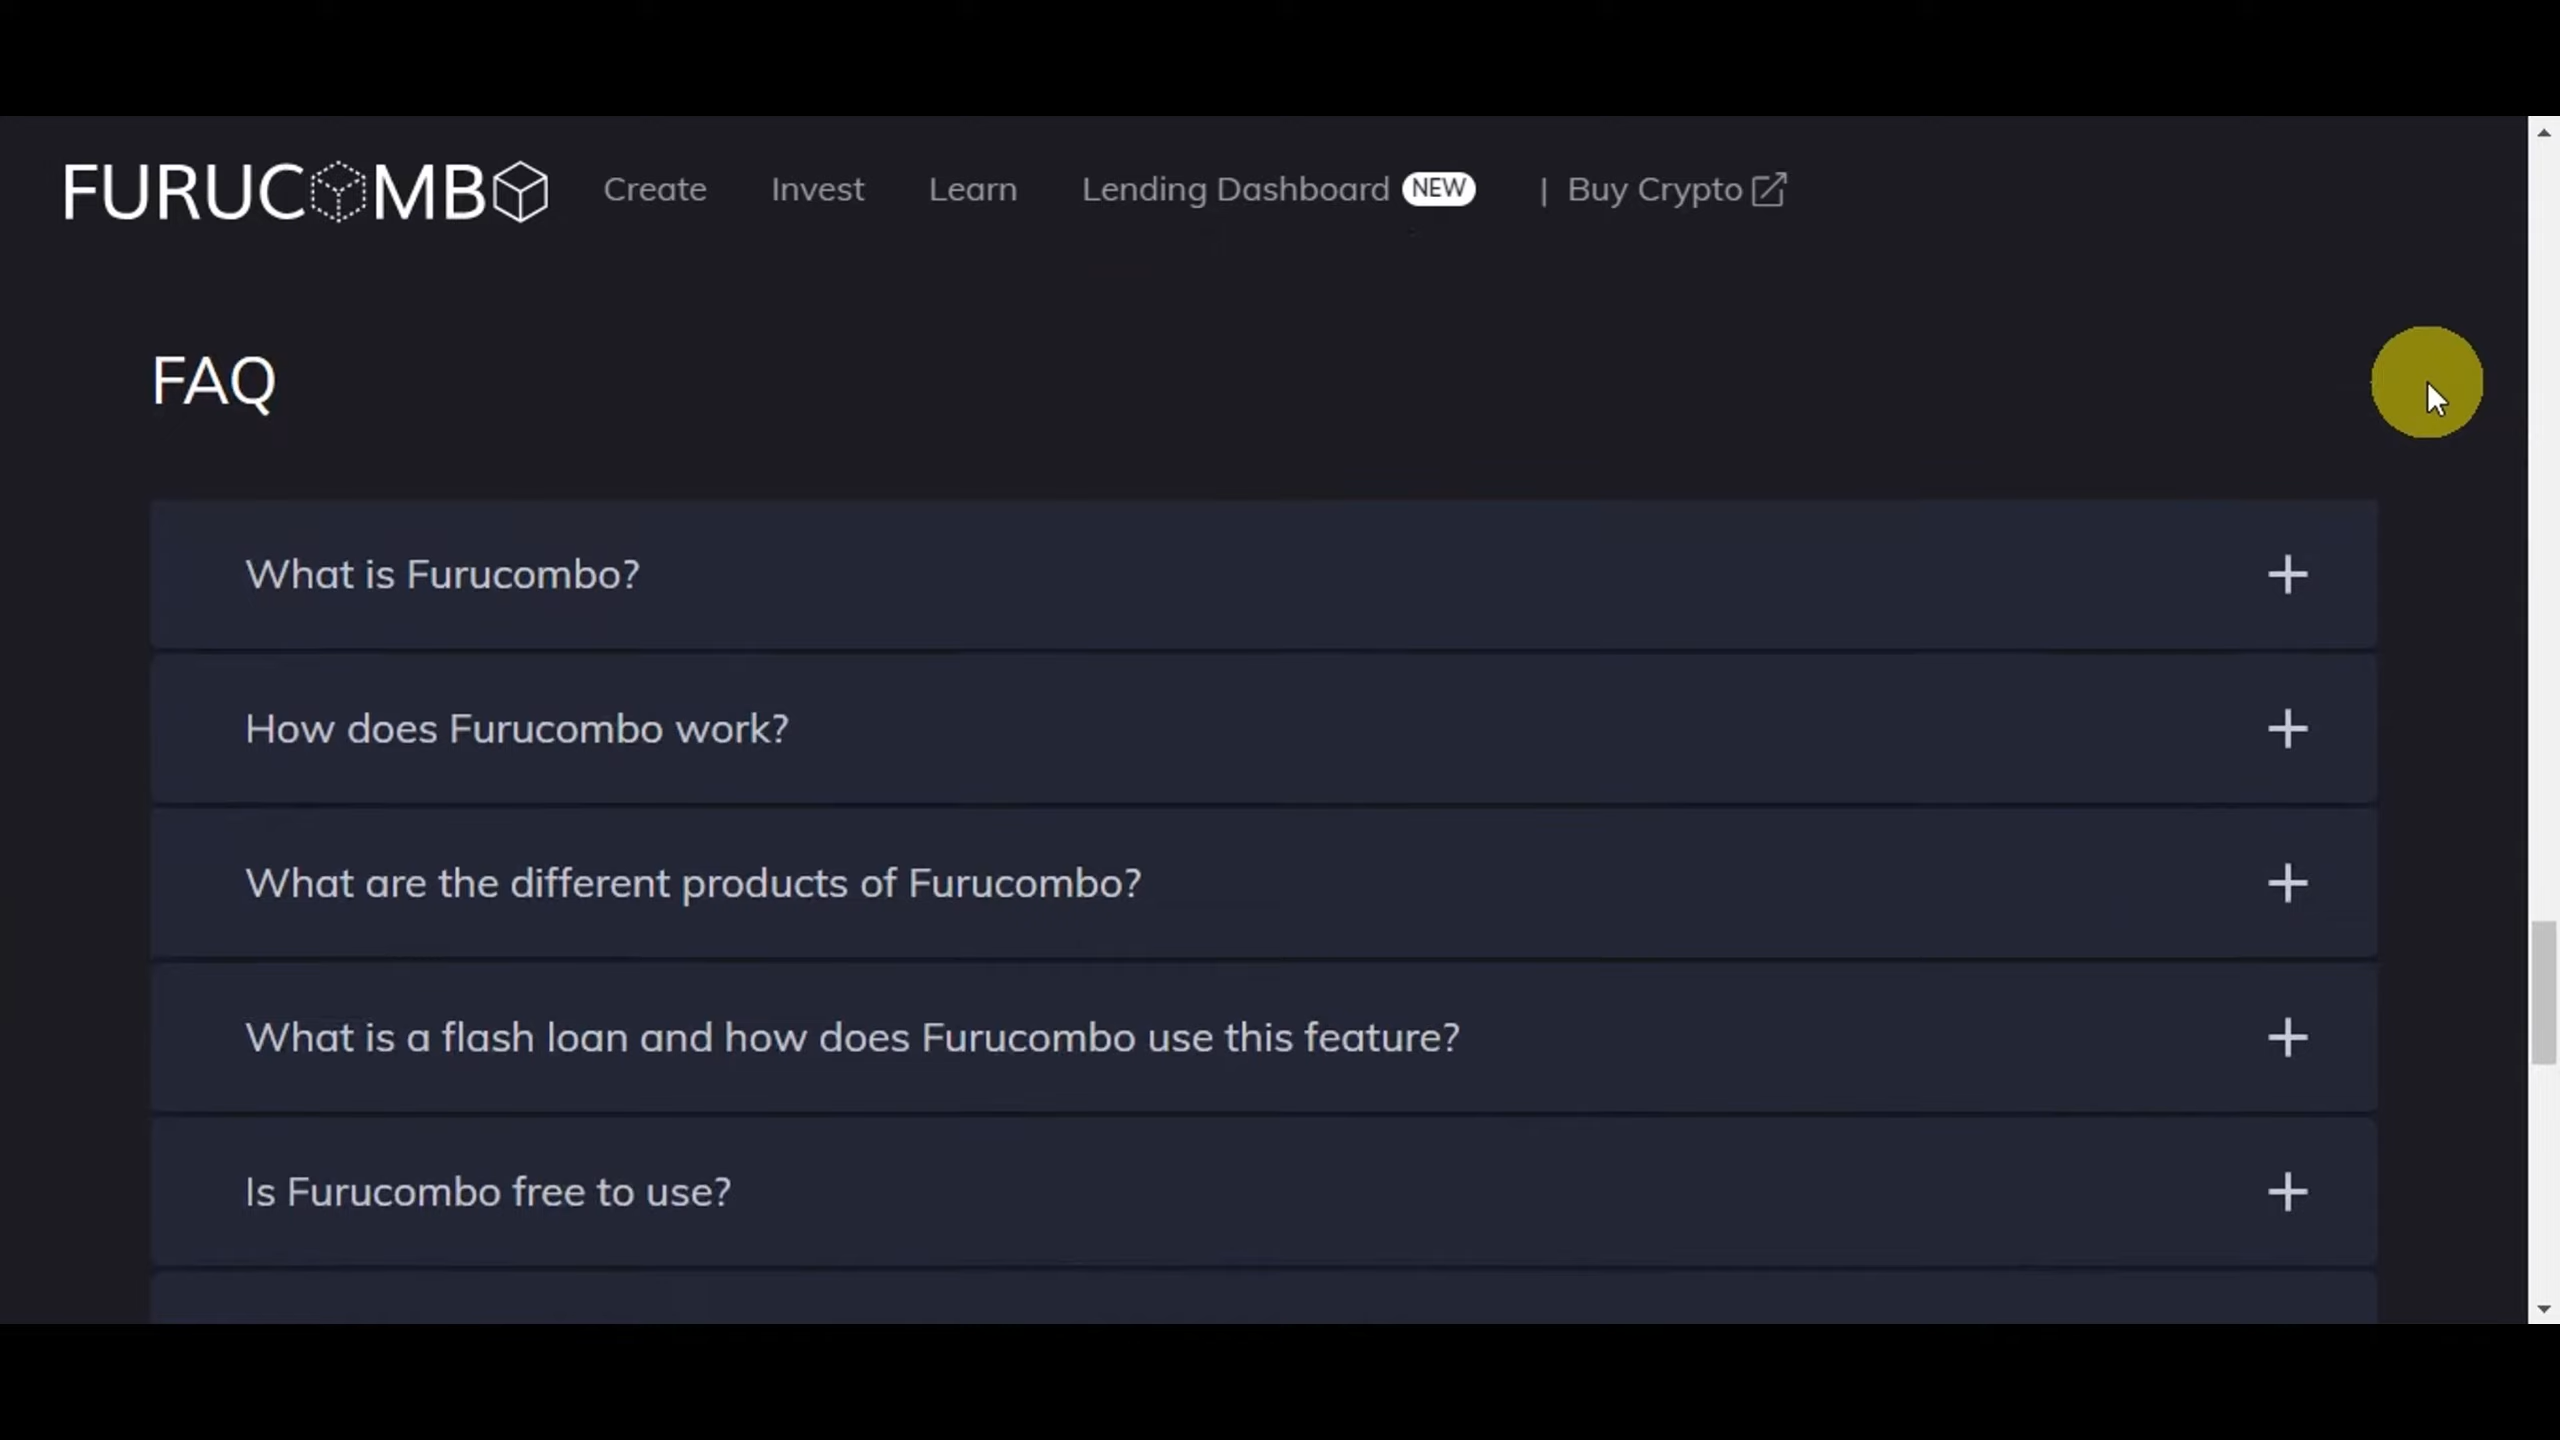 FURUCOMBO Create Invest Learn Lending Dashboard NEW | Buy Crypto
FAQ
What is Furucombo?
How does Furucombo work?
What are the different products of Furucombo?
What is a flash loan and how does Furucombo use this feature?
Is Furucombo free to use?